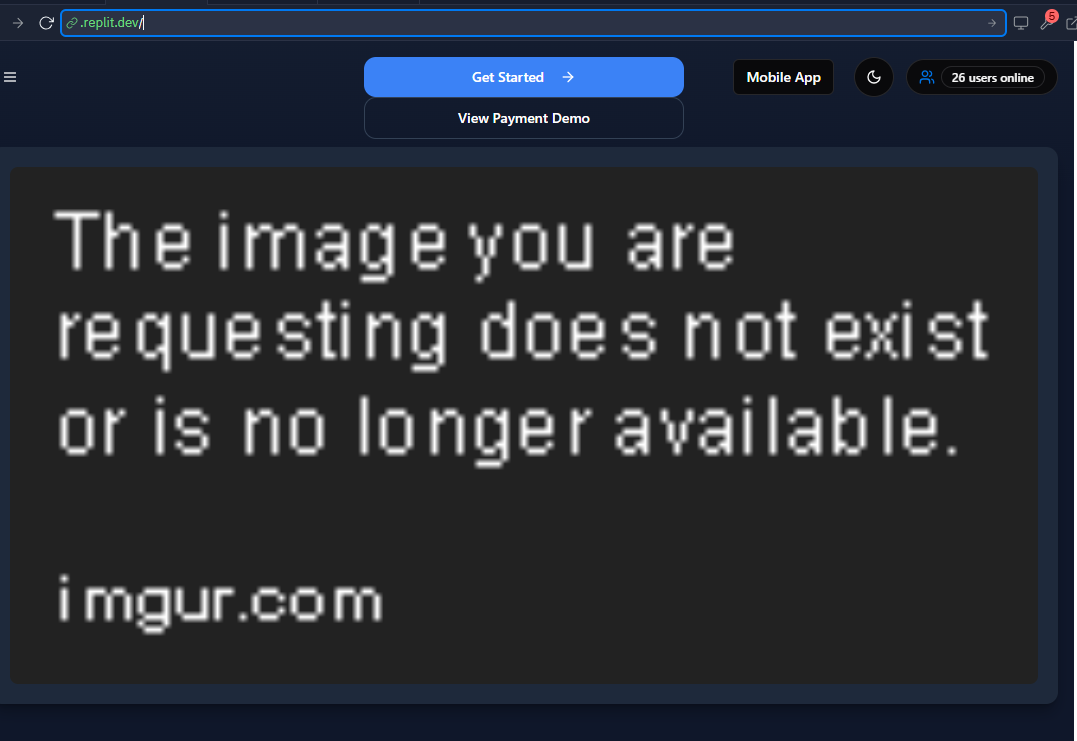 .replit.dev/
5
Get Started
Mobile App
26 users online
View Payment Demo
The image you are
requesting does not exist
or is no longer available.
imgur.com